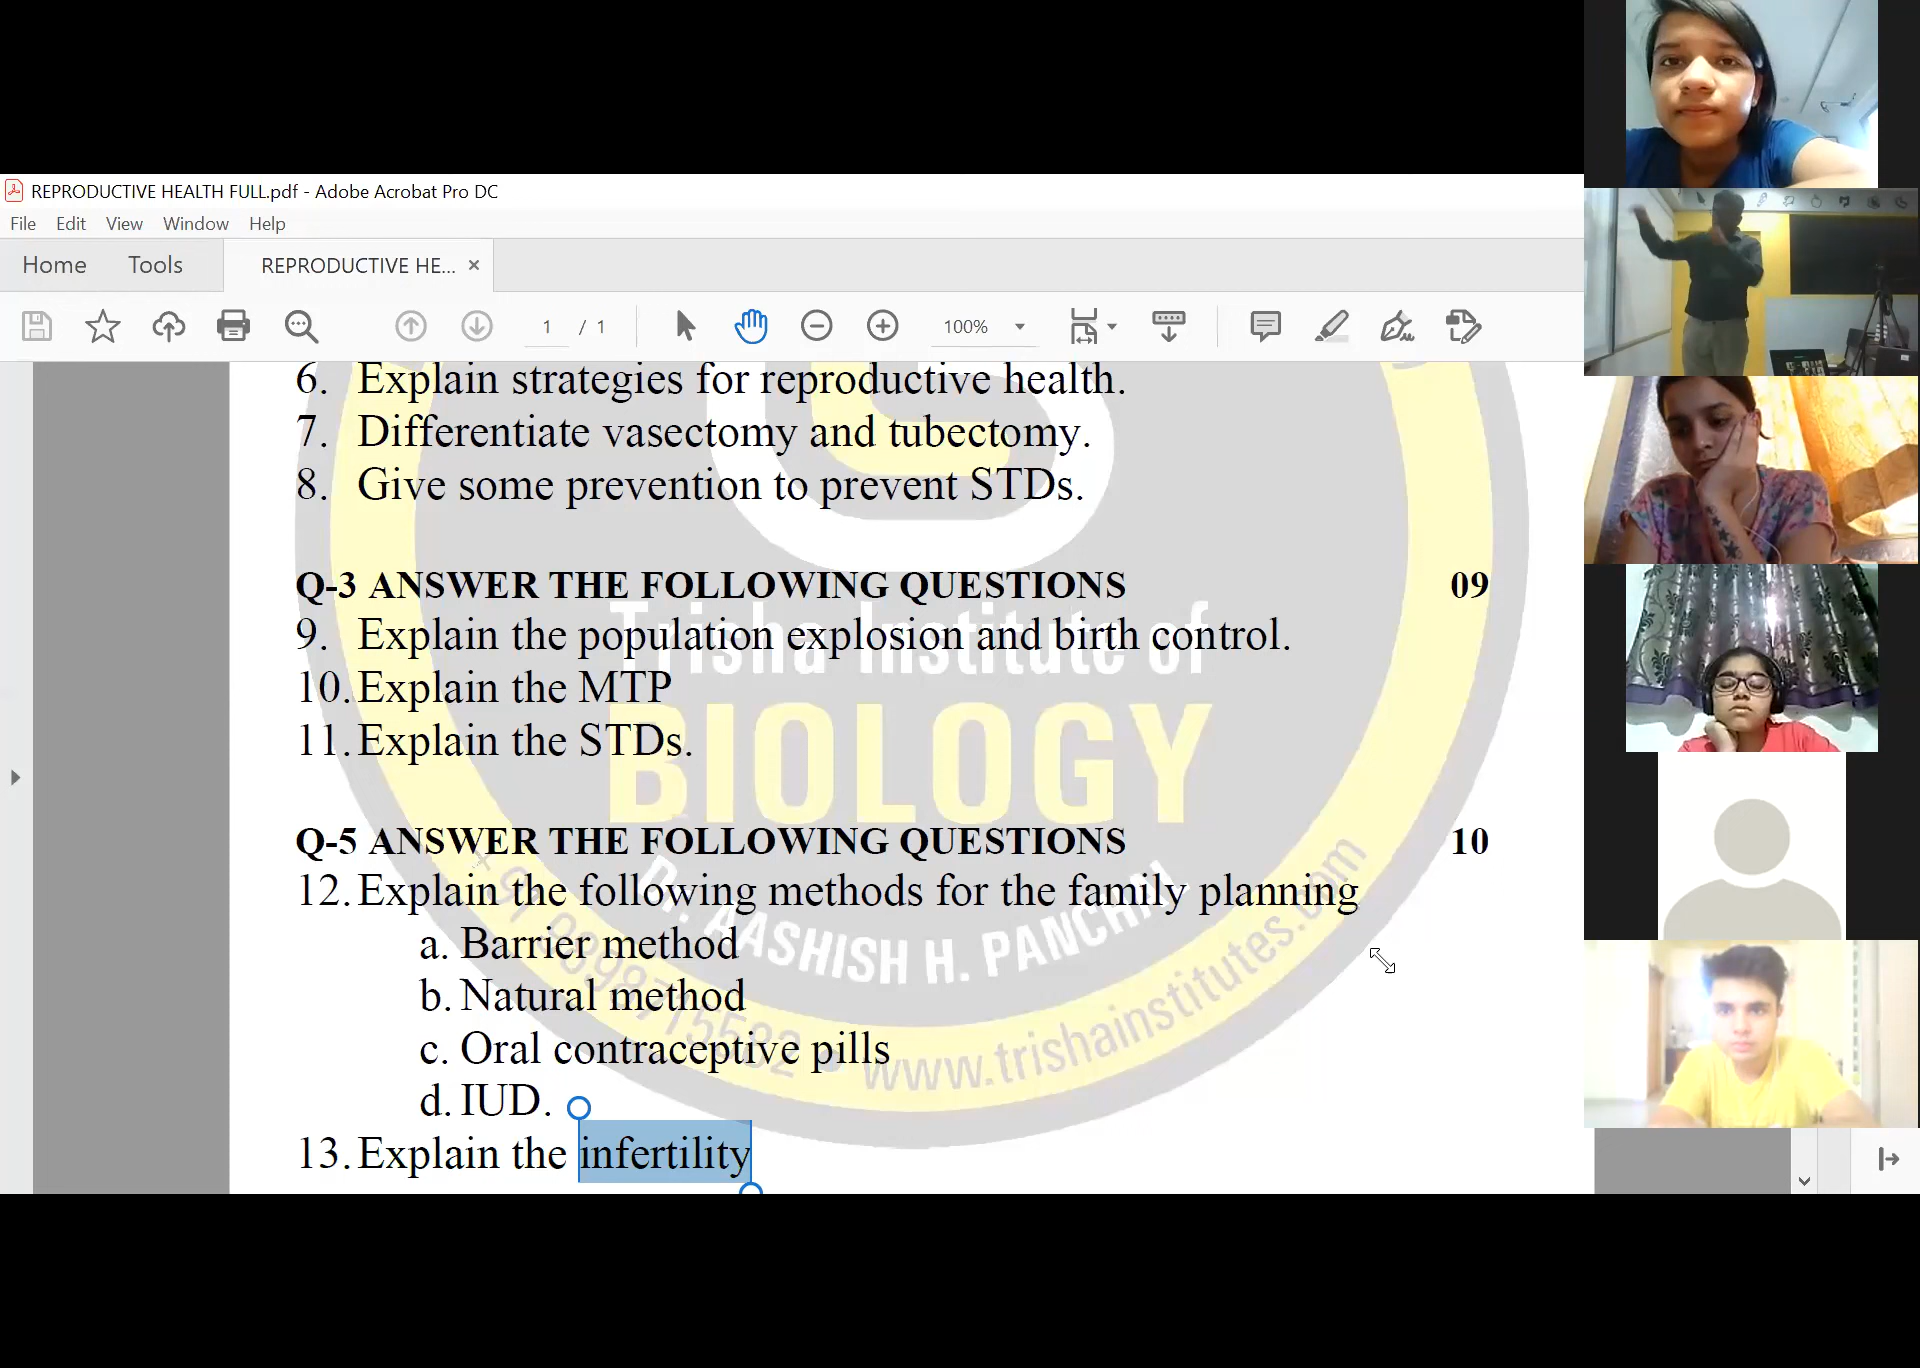 REPRODUCTIVE HEALTH FULL.pdf - Adobe Acrobat Pro DC
File Edit View Window Help
Home Tools REPRODUCTIVE HE... ×
1 / 1 100%
6. Explain strategies for reproductive health.
7. Differentiate vasectomy and tubectomy.
8. Give some prevention to prevent STDs.
Q-3 ANSWER THE FOLLOWING QUESTIONS 09
9. Explain the population explosion and birth control.
Trisha Institute of
10. Explain the MTP
BIOLOGY
11. Explain the STDs.
Q-5 ANSWER THE FOLLOWING QUESTIONS 10
12. Explain the following methods for the family planning
Dr. AASHISH H. PANCHAL
a. Barrier method
b. Natural method
c. Oral contraceptive pills
www.trishainstitutes.com
d. IUD.
13. Explain the infertility